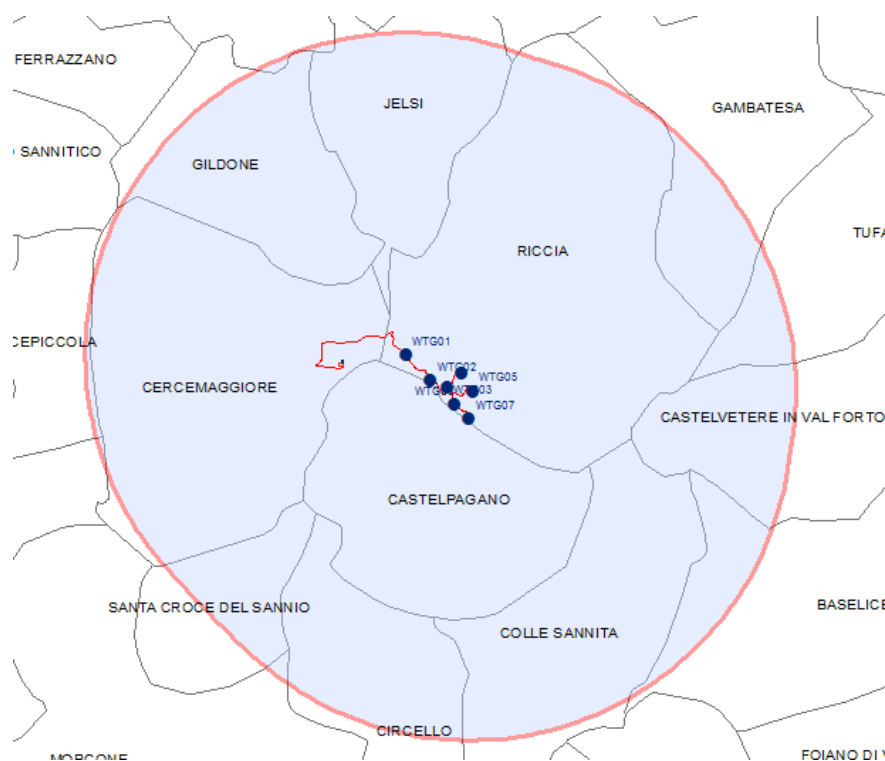 FERRAZZANO
JELSI
GAMBATESA
SANNITICO
GILDONE
TUFA
RICCIA
CEPICCOLA
WTG01
WTG02
WTG05
CERCEMAGGIORE
WTG03
WTG07
CASTELVETERE IN VAL FORTO
CASTELPAGANO
SANTA CROCE DEL SANNIO
BASELICE
COLLE SANNITA
CIRCELLO
MORCONE
FOIANO DI V